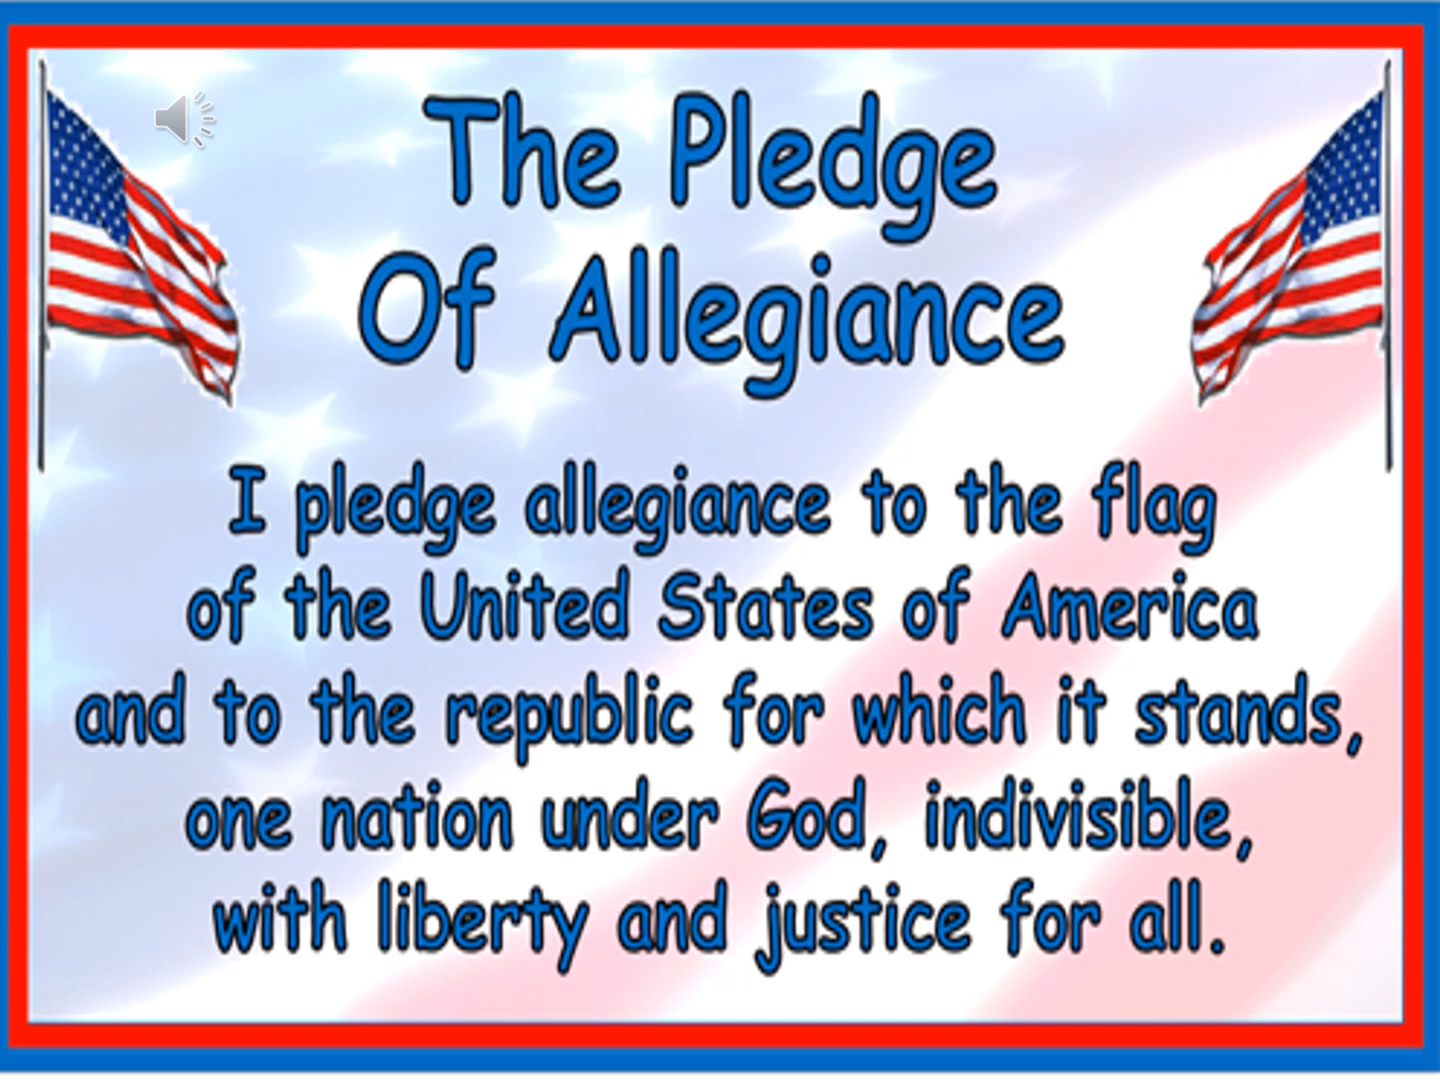 The Pledge
Of Allegiance
I pledge allegiance to the flag
of the United States of America
and to the republic for which it stands,
one nation under God, indivisible,
with liberty and justice for all.